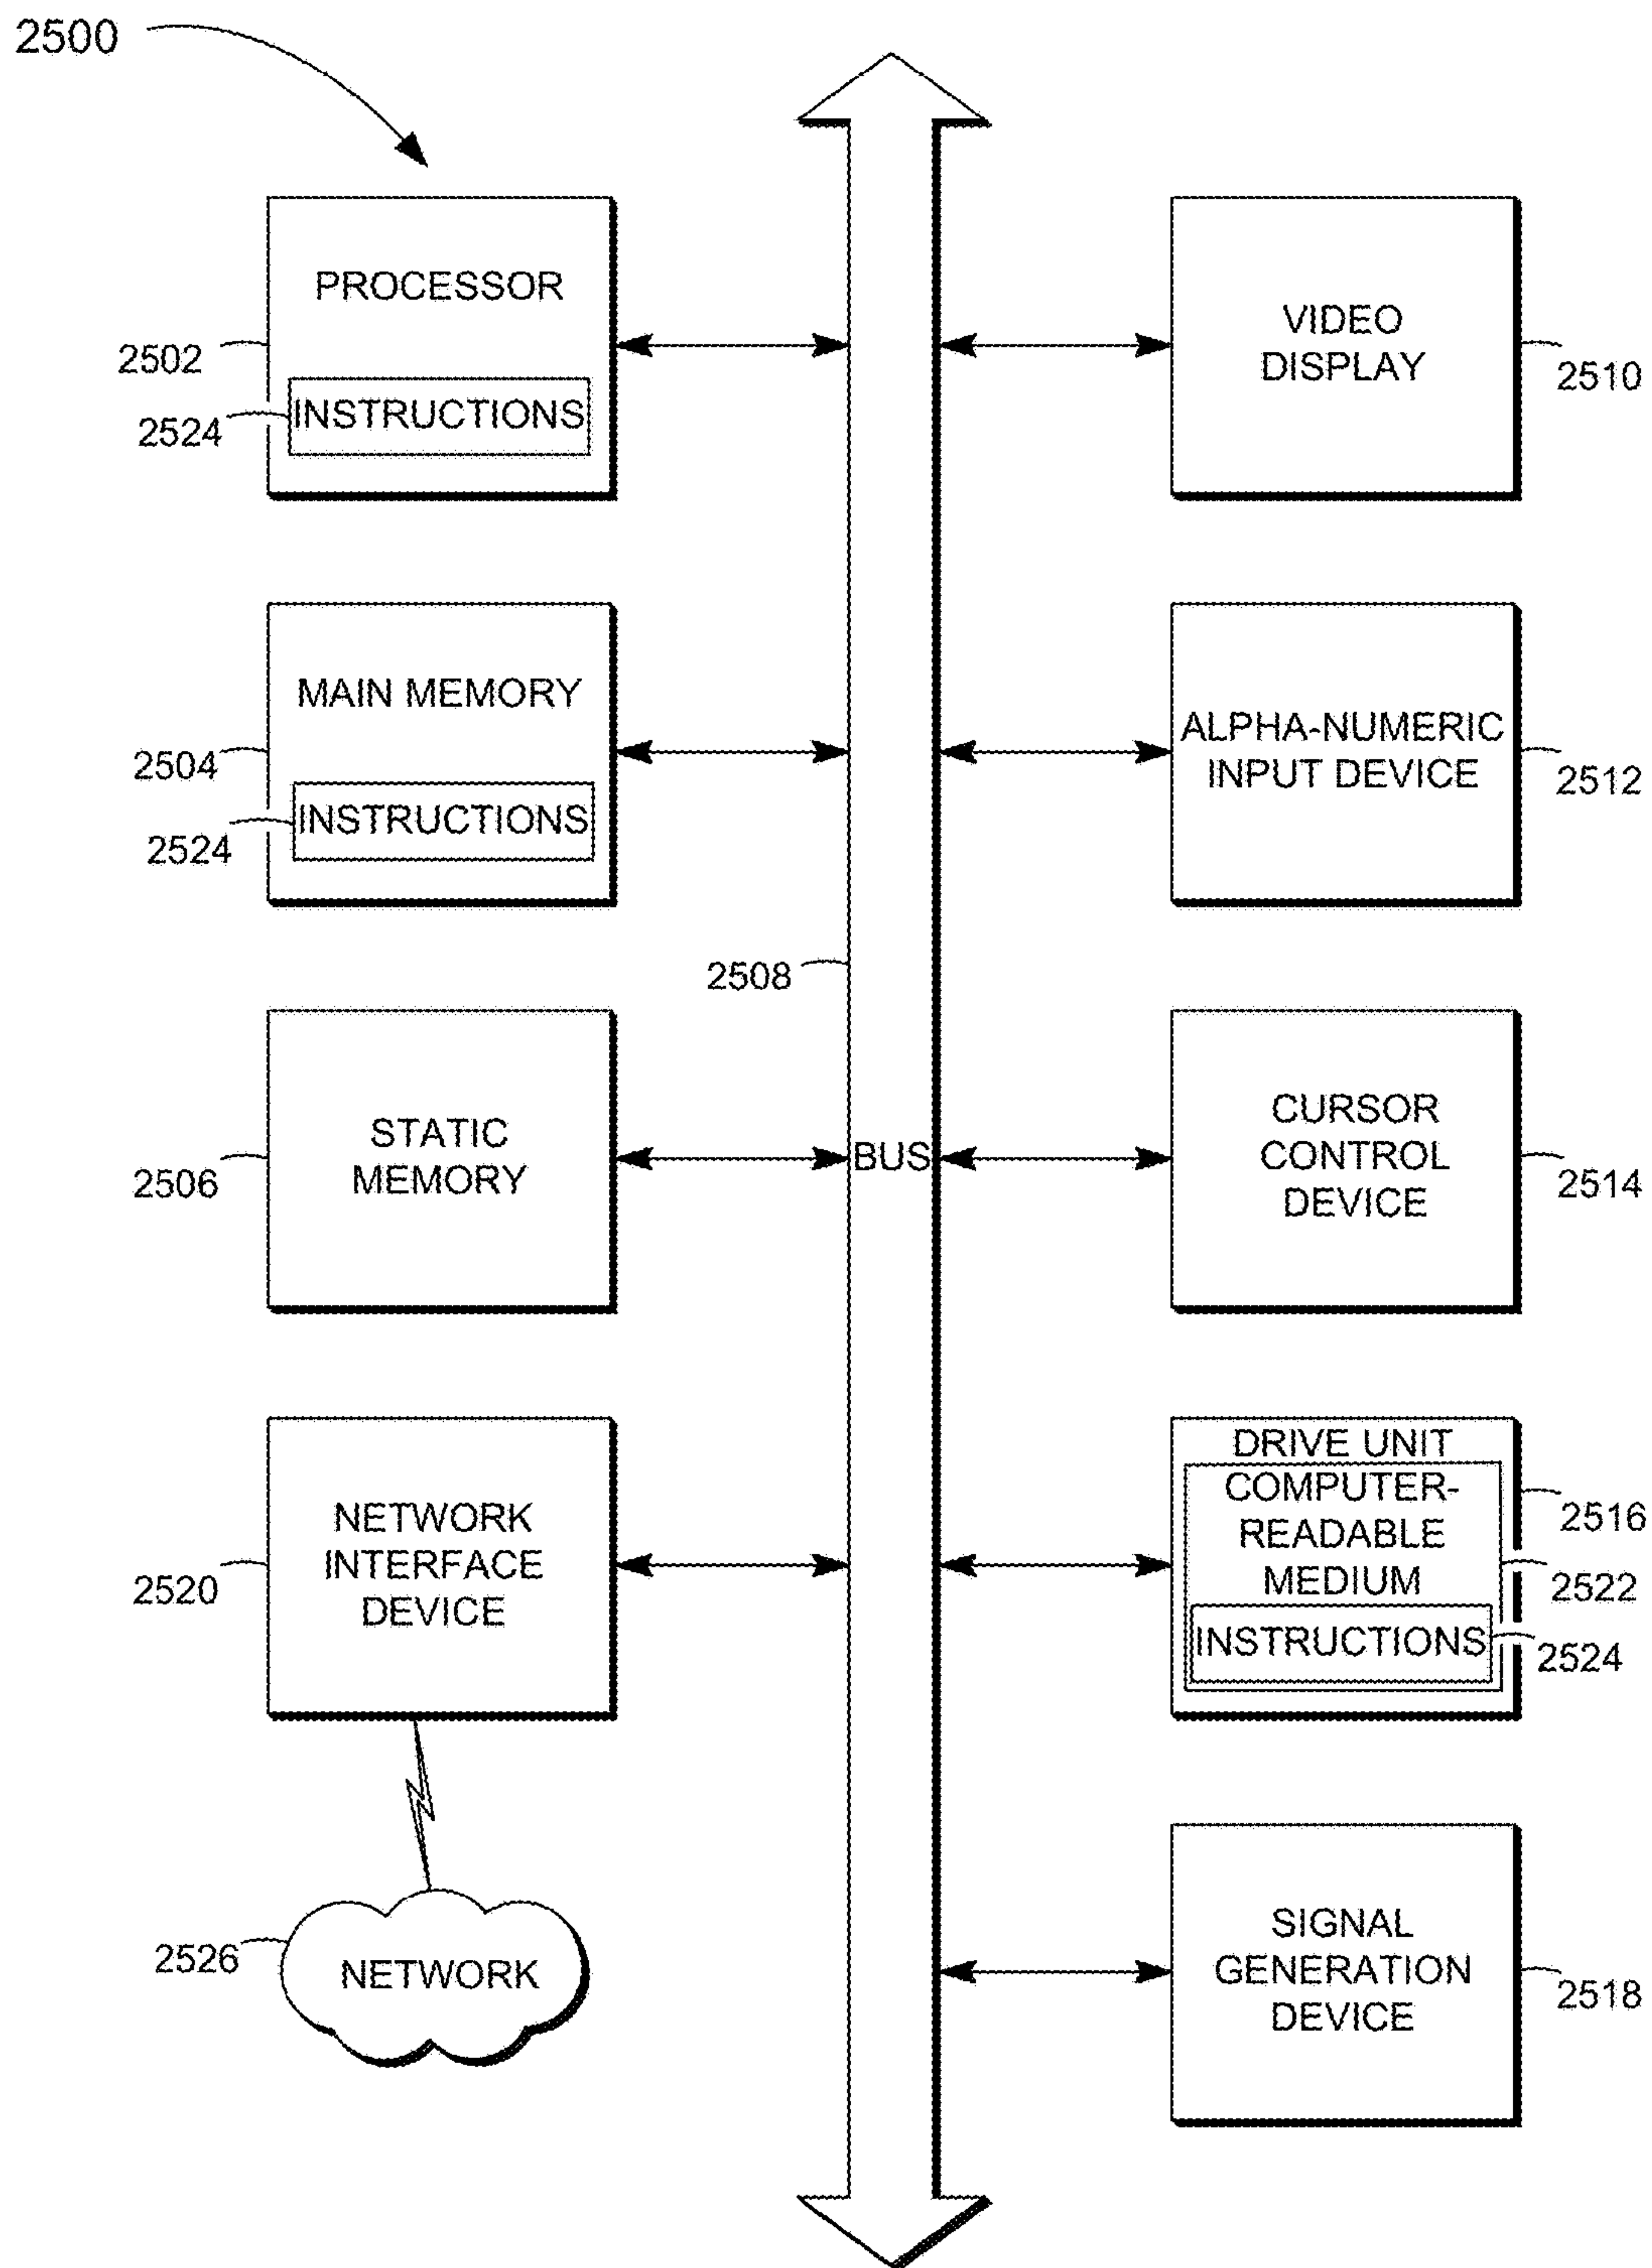 2500
PROCESSOR
2502
INSTRUCTIONS
2524
VIDEO
DISPLAY
2510
MAIN MEMORY
2504
INSTRUCTIONS
2524
ALPHA-NUMERIC
INPUT DEVICE
2512
2508
STATIC
MEMORY
2506
BUS
CURSOR
CONTROL
DEVICE
2514
NETWORK
INTERFACE
DEVICE
2520
DRIVE UNIT
COMPUTER-
READABLE
MEDIUM
2516
2522
INSTRUCTIONS
2524
NETWORK
2526
SIGNAL
GENERATION
DEVICE
2518